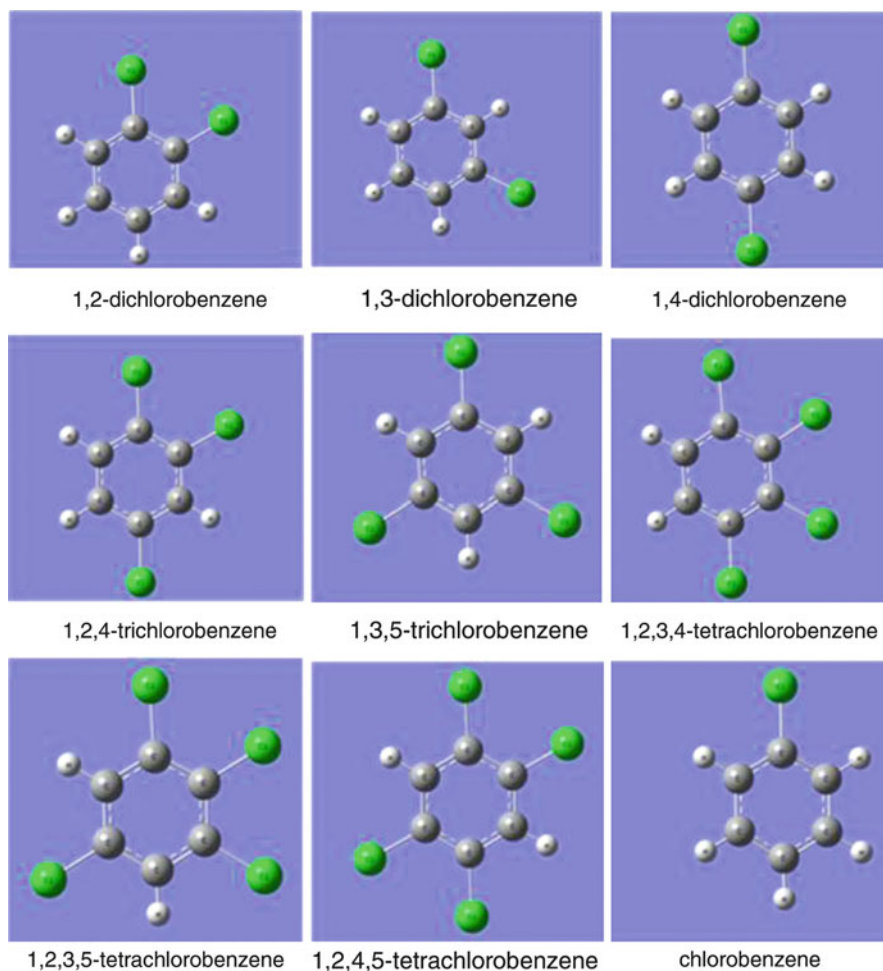 1,2-dichlorobenzene
1,3-dichlorobenzene
1,4-dichlorobenzene
1,2,4-trichlorobenzene
1,3,5-trichlorobenzene
1,2,3,4-tetrachlorobenzene
1,2,3,5-tetrachlorobenzene
1,2,4,5-tetrachlorobenzene
chlorobenzene